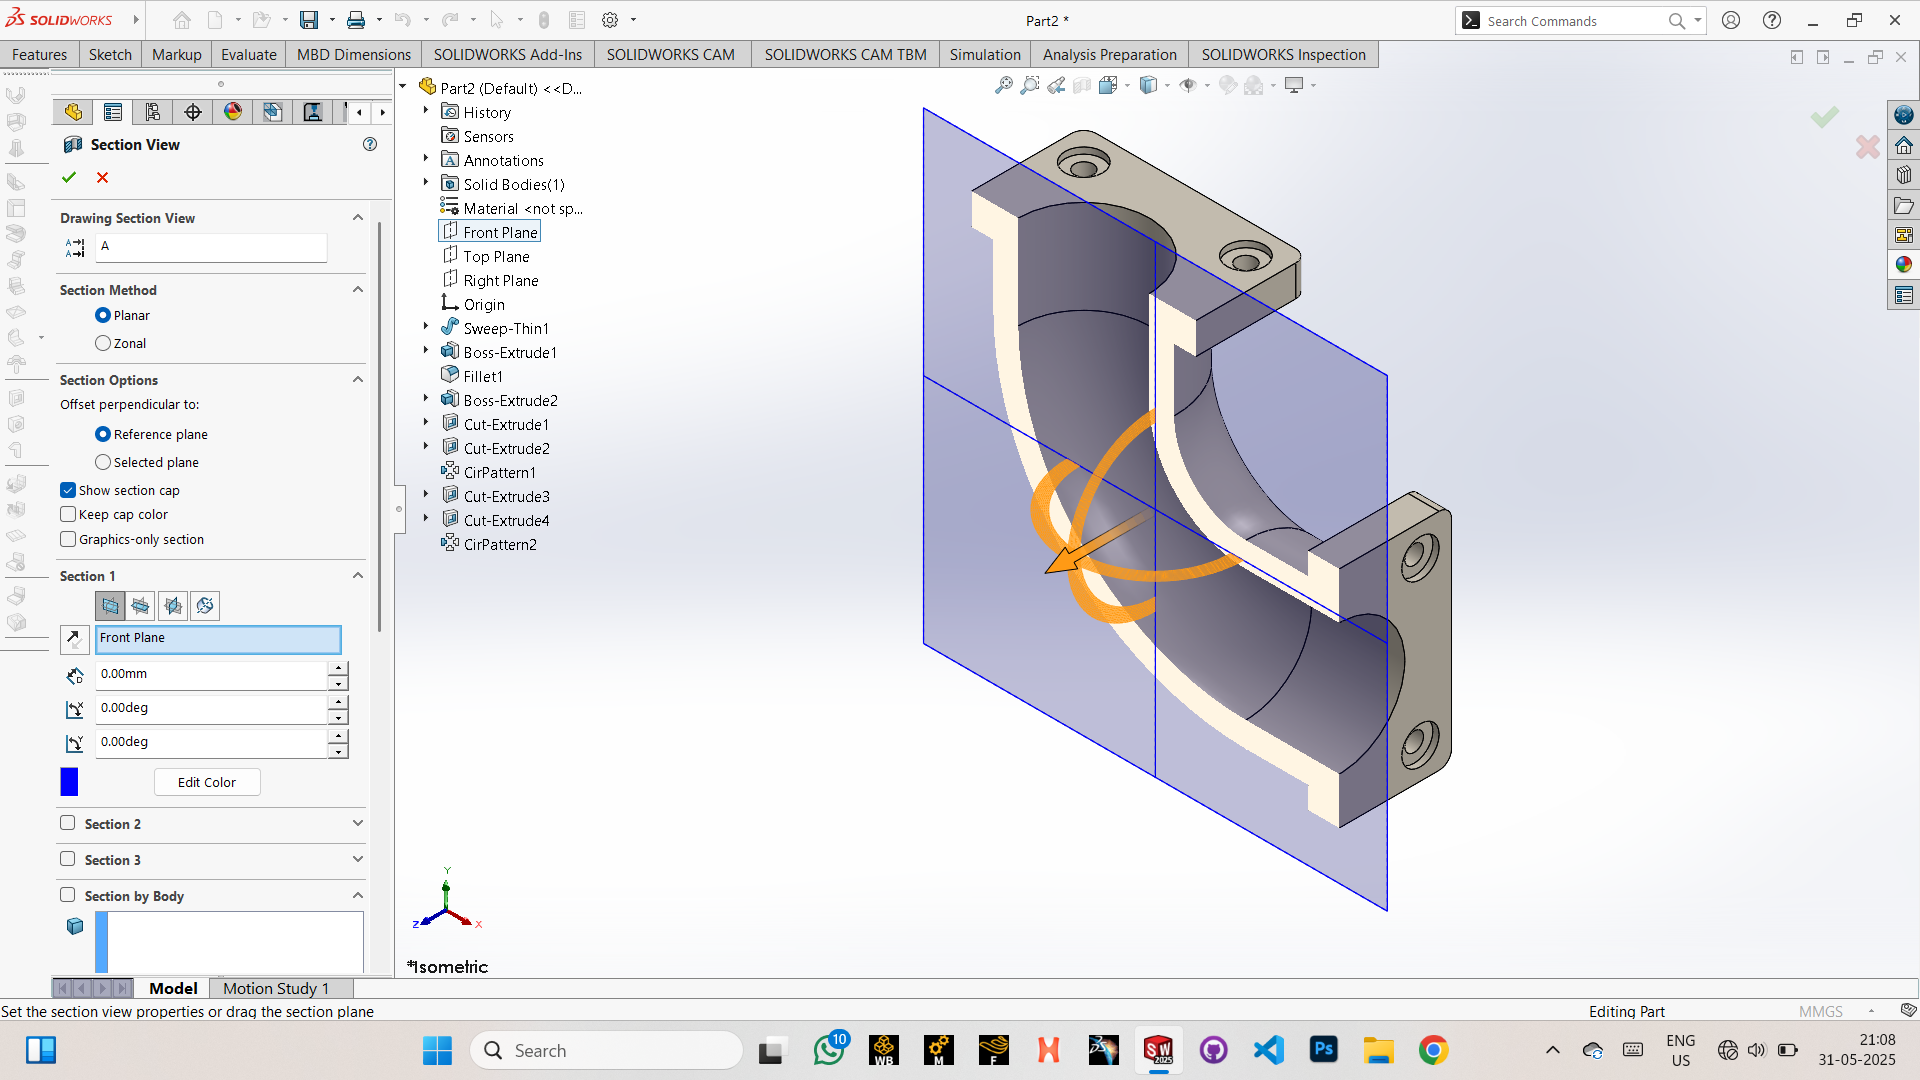 SOLIDWORKS
Part2 *
Search Commands
Features
Sketch
Markup
Evaluate
MBD Dimensions
SOLIDWORKS Add-Ins
SOLIDWORKS CAM
SOLIDWORKS CAM TBM
Simulation
Analysis Preparation
SOLIDWORKS Inspection
Section View
Drawing Section View
A
Section Method
Planar
Zonal
Section Options
Offset perpendicular to:
Reference plane
Selected plane
Show section cap
Keep cap color
Graphics-only section
Section 1
Front Plane
0.00mm
0.00deg
0.00deg
Edit Color
Section 2
Section 3
Section by Body
Part2 (Default) <<D...
History
Sensors
Annotations
Solid Bodies(1)
Material <not sp...
Front Plane
Top Plane
Right Plane
Origin
Sweep-Thin1
Boss-Extrude1
Fillet1
Boss-Extrude2
Cut-Extrude1
Cut-Extrude2
CirPattern1
Cut-Extrude3
Cut-Extrude4
CirPattern2
Y
Z
X
*Isometric
Model
Motion Study 1
Set the section view properties or drag the section plane
Editing Part
MMGS
Search
10
WB
M
F
SW
2025
Ps
ENG
US
21:08
31-05-2025